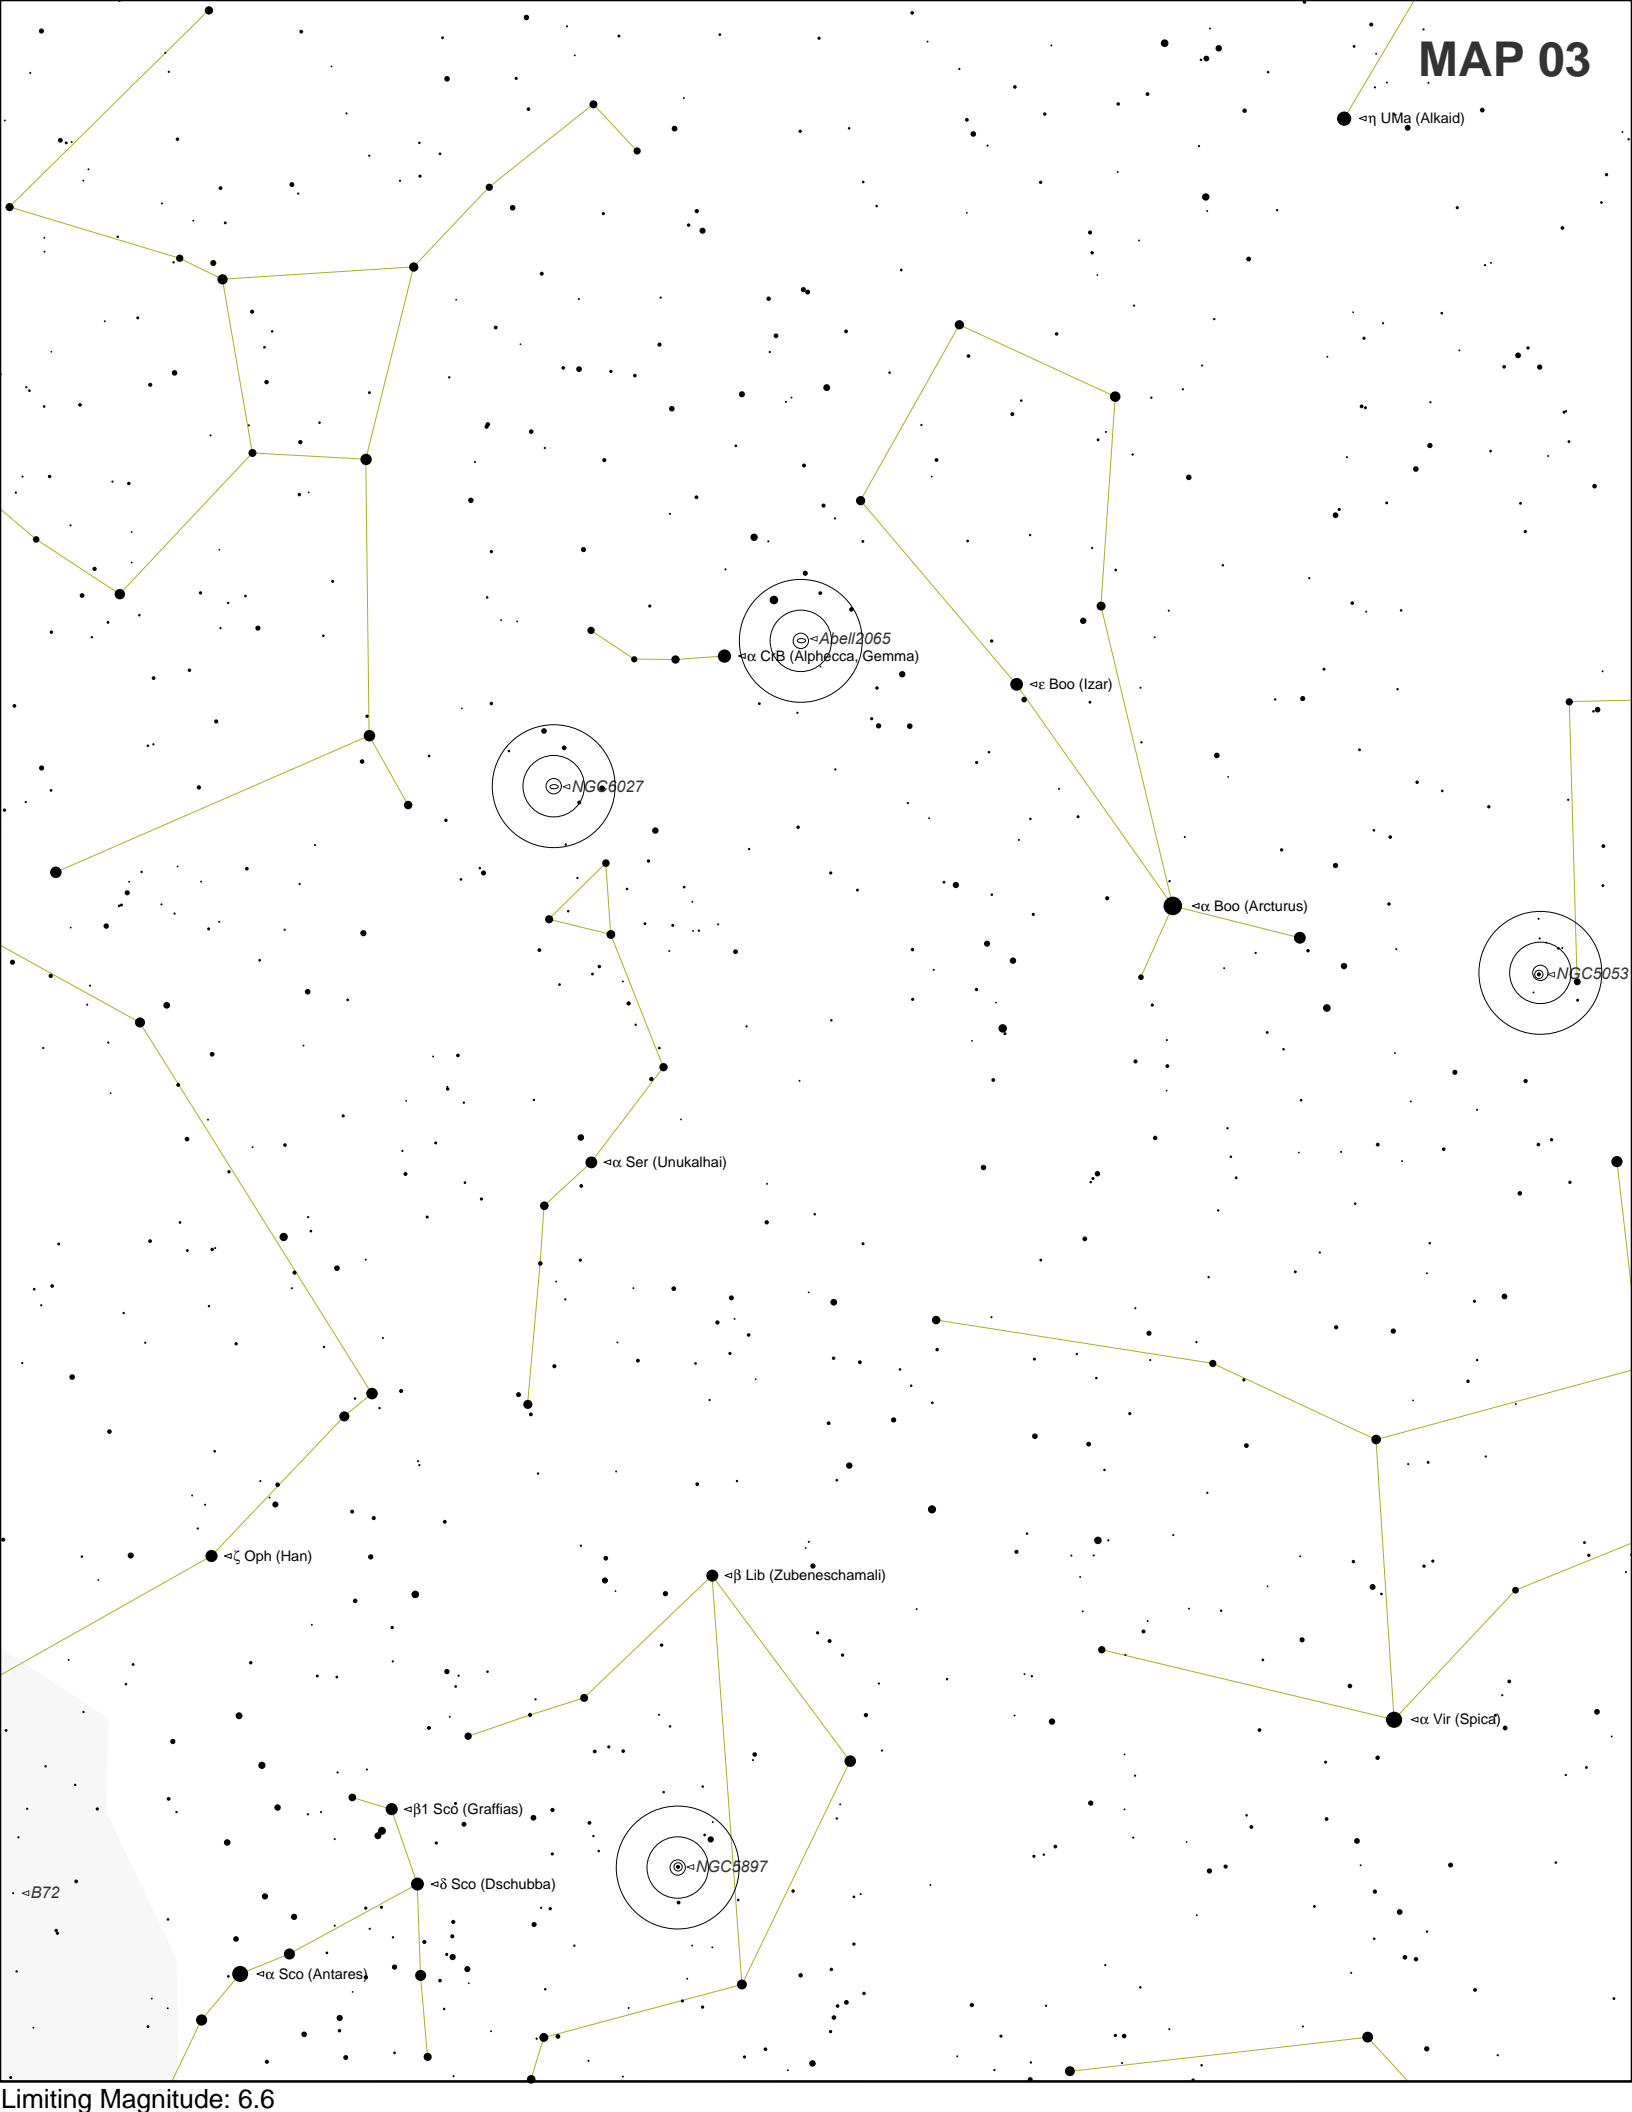 MAP 03
◃η UMa (Alkaid)
◃Abell2065
◃α CrB (Alphecca, Gemma)
◃ε Boo (Izar)
◃NGC6027
◃α Boo (Arcturus)
◃NGC5053
◃α Ser (Unukalhai)
◃ζ Oph (Han)
◃β Lib (Zubeneschamali)
◃α Vir (Spica)
◃β1 Sco (Graffias)
◃NGC5897
◃δ Sco (Dschubba)
◃B72
◃α Sco (Antares)
Limiting Magnitude: 6.6